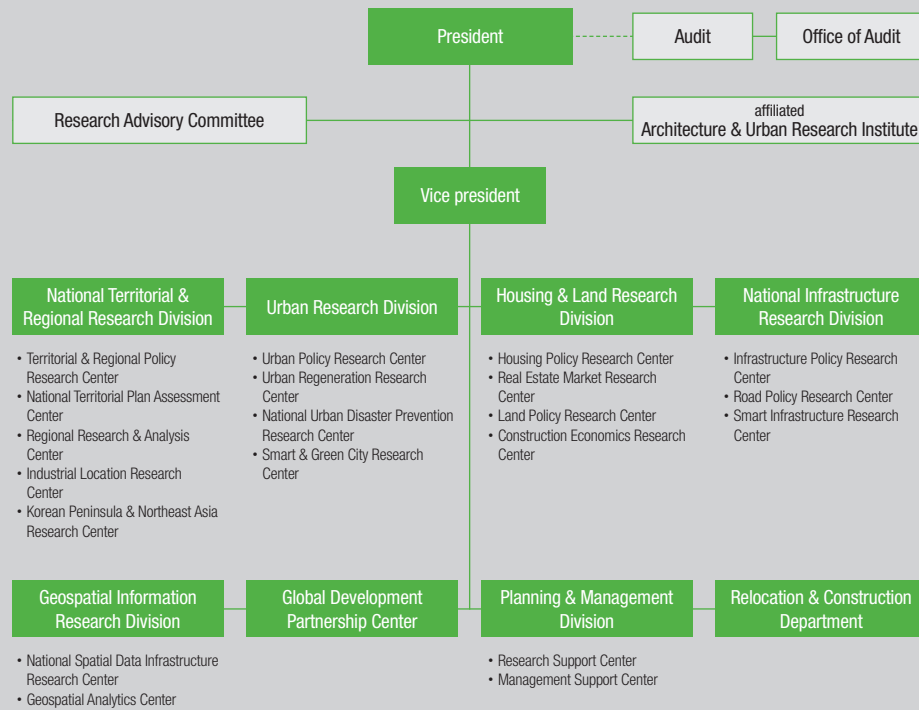 President
Audit
Office of Audit
Research Advisory Committee
affiliated
Architecture & Urban Research Institute
Vice president
National Territorial &
Regional Research Division
• Territorial & Regional Policy
Research Center
• National Territorial Plan Assessment
Center
• Regional Research & Analysis
Center
• Industrial Location Research
Center
• Korean Peninsula & Northeast Asia
Research Center
Urban Research Division
• Urban Policy Research Center
• Urban Regeneration Research
Center
• National Urban Disaster Prevention
Research Center
• Smart & Green City Research
Center
Housing & Land Research
Division
• Housing Policy Research Center
• Real Estate Market Research
Center
• Land Policy Research Center
• Construction Economics Research
Center
National Infrastructure
Research Division
• Infrastructure Policy Research
Center
• Road Policy Research Center
• Smart Infrastructure Research
Center
Geospatial Information
Research Division
• National Spatial Data Infrastructure
Research Center
• Geospatial Analytics Center
Global Development
Partnership Center
Planning & Management
Division
• Research Support Center
• Management Support Center
Relocation & Construction
Department